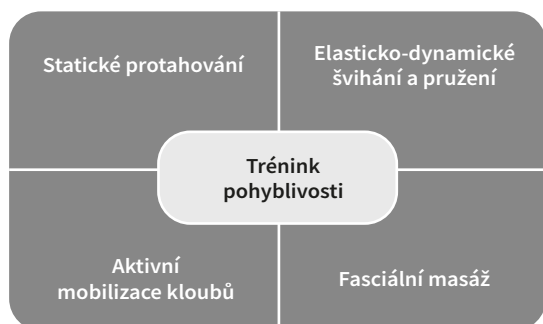 Statické protahování
Elasticko-dynamické
švihání a pružení
Trénink
pohyblivosti
Aktivní
mobilizace kloubů
Fasciální masáž